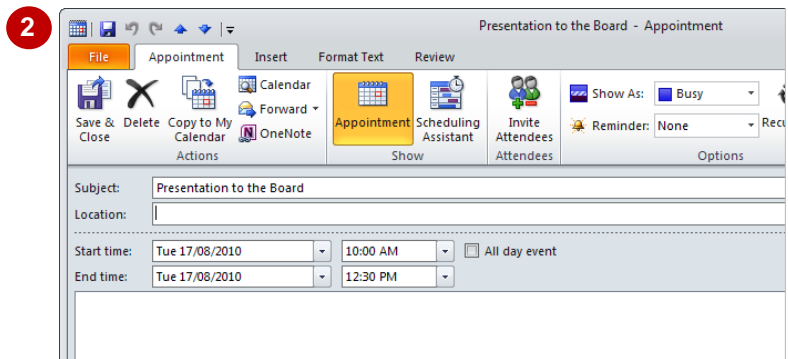 2
Presentation to the Board - Appointment
File Appointment Insert Format Text Review
Save & Close
Delete
Copy to My Calendar
Calendar
Forward
OneNote
Actions
Appointment
Scheduling Assistant
Show
Invite Attendees
Attendees
Show As: Busy
Reminder: None
Recu
Options
Subject: Presentation to the Board
Location:
Start time: Tue 17/08/2010 10:00 AM All day event
End time: Tue 17/08/2010 12:30 PM